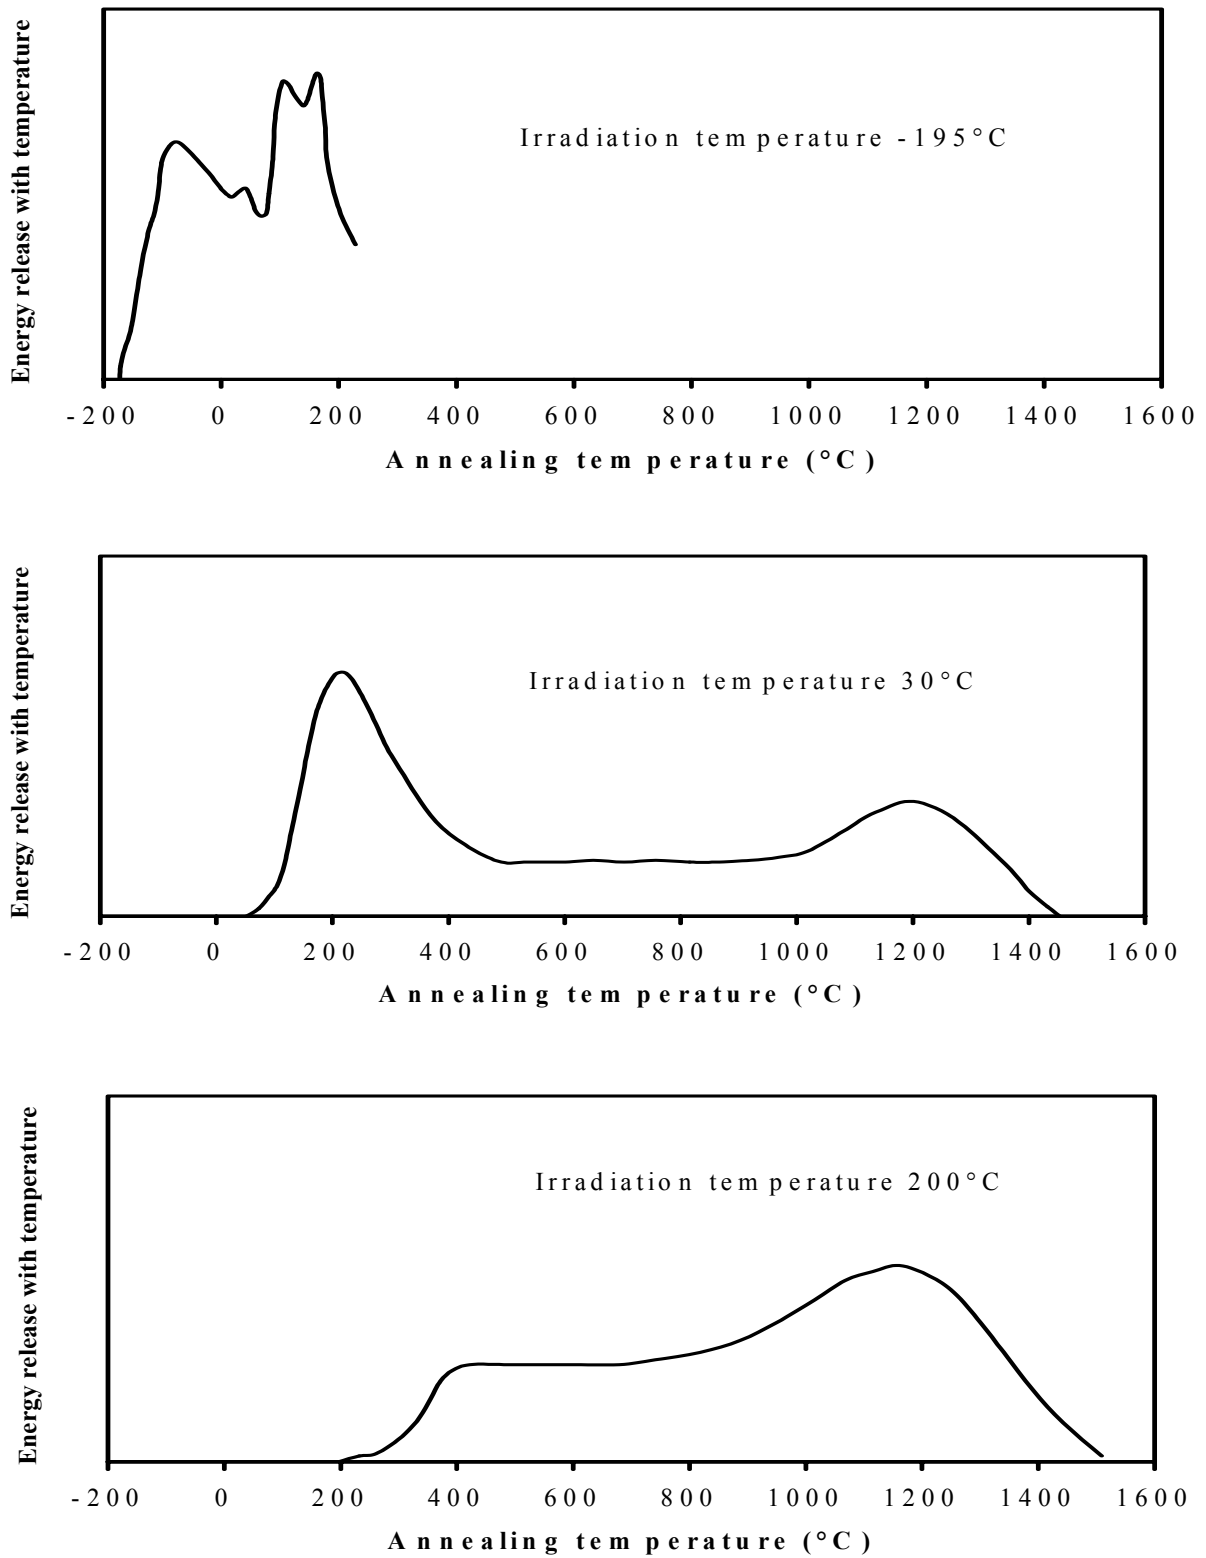 Energy release with temperature
Irradiation temperature -195°C
-200 0 200 400 600 800 1000 1200 1400 1600
Annealing temperature (°C)
Energy release with temperature
Irradiation temperature 30°C
-200 0 200 400 600 800 1000 1200 1400 1600
Annealing temperature (°C)
Energy release with temperature
Irradiation temperature 200°C
-200 0 200 400 600 800 1000 1200 1400 1600
Annealing temperature (°C)